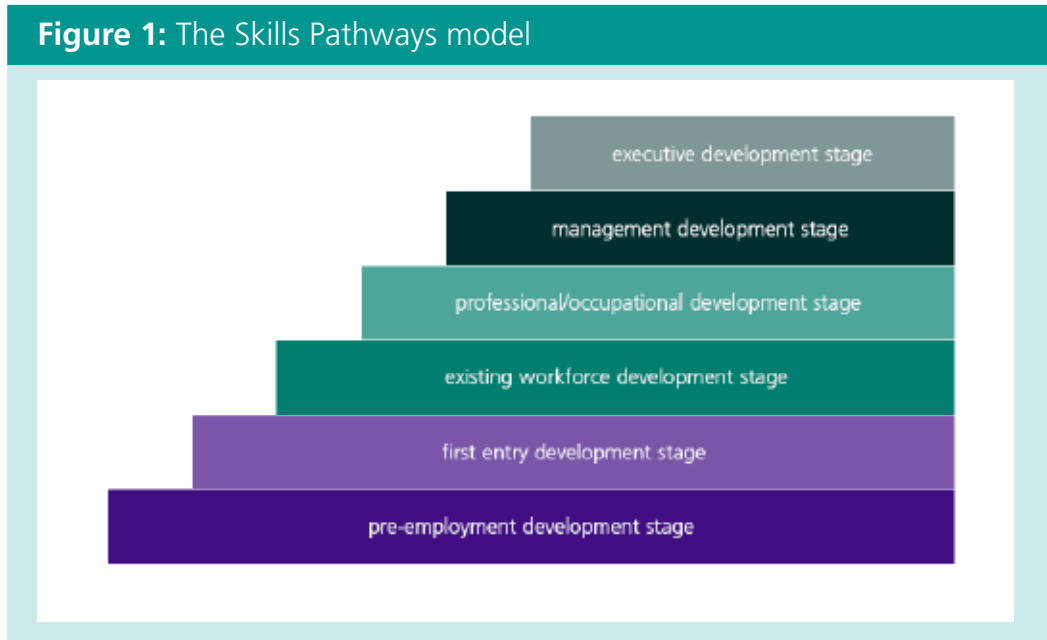 Figure 1: The Skills Pathways model
executive development stage
management development stage
professional/occupational development stage
existing workforce development stage
first entry development stage
pre-employment development stage